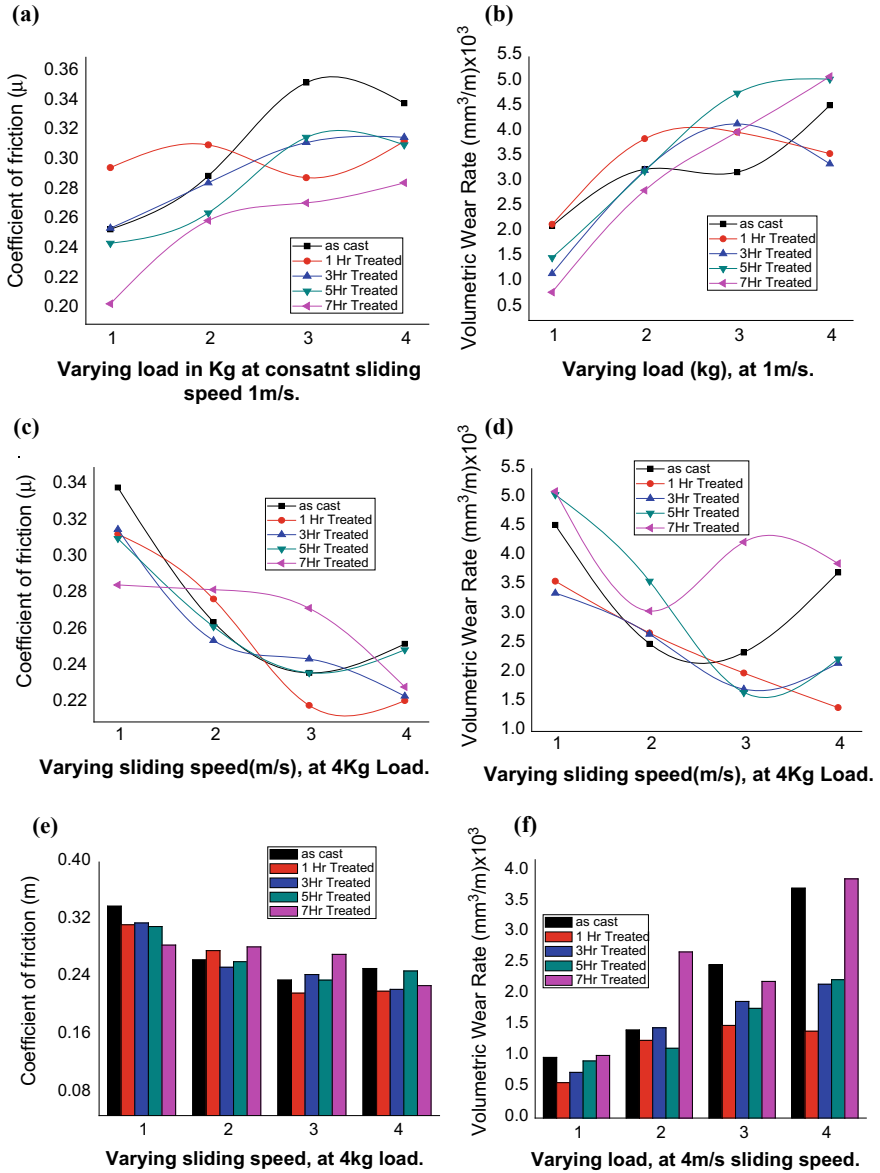 (a)
Coefficient of friction (μ)
0.36
0.34
0.32
0.30
0.28
0.26
0.24
0.22
0.20
as cast
1 Hr Treated
3Hr Treated
5Hr Treated
7Hr Treated
1 2 3 4
Varying load in Kg at consatnt sliding
speed 1m/s.
(b)
Volumetric Wear Rate (mm³/m)x10³
5.5
5.0
4.5
4.0
3.5
3.0
2.5
2.0
1.5
1.0
0.5
as cast
1 Hr Treated
3Hr Treated
5Hr Treated
7Hr Treated
1 2 3 4
Varying load (kg), at 1m/s.
(c)
Coefficient of friction (μ)
0.34
0.32
0.30
0.28
0.26
0.24
0.22
as cast
1 Hr Treated
3Hr Treated
5Hr Treated
7Hr Treated
1 2 3 4
Varying sliding speed(m/s), at 4Kg Load.
(d)
Volumetric Wear Rate (mm³/m)x10³
5.5
5.0
4.5
4.0
3.5
3.0
2.5
2.0
1.5
1.0
as cast
1 Hr Treated
3Hr Treated
5Hr Treated
7Hr Treated
1 2 3 4
Varying sliding speed(m/s), at 4Kg Load.
(e)
Coefficient of friction (m)
0.40
0.32
0.24
0.16
0.08
as cast
1 Hr Treated
3Hr Treated
5Hr Treated
7Hr Treated
1 2 3 4
Varying sliding speed, at 4kg load.
(f)
Volumetric Wear Rate (mm³/m)x10³
4.0
3.5
3.0
2.5
2.0
1.5
1.0
0.5
0.0
as cast
1 Hr Treated
3Hr Treated
5Hr Treated
7Hr Treated
1 2 3 4
Varying load, at 4m/s sliding speed.